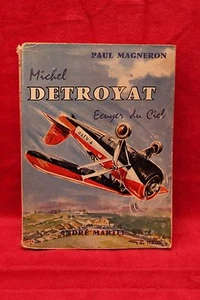 PAUL MAGNERON
Michel
DETROYAT
Ecuyer du Ciel
ANDRÉ MARTEL